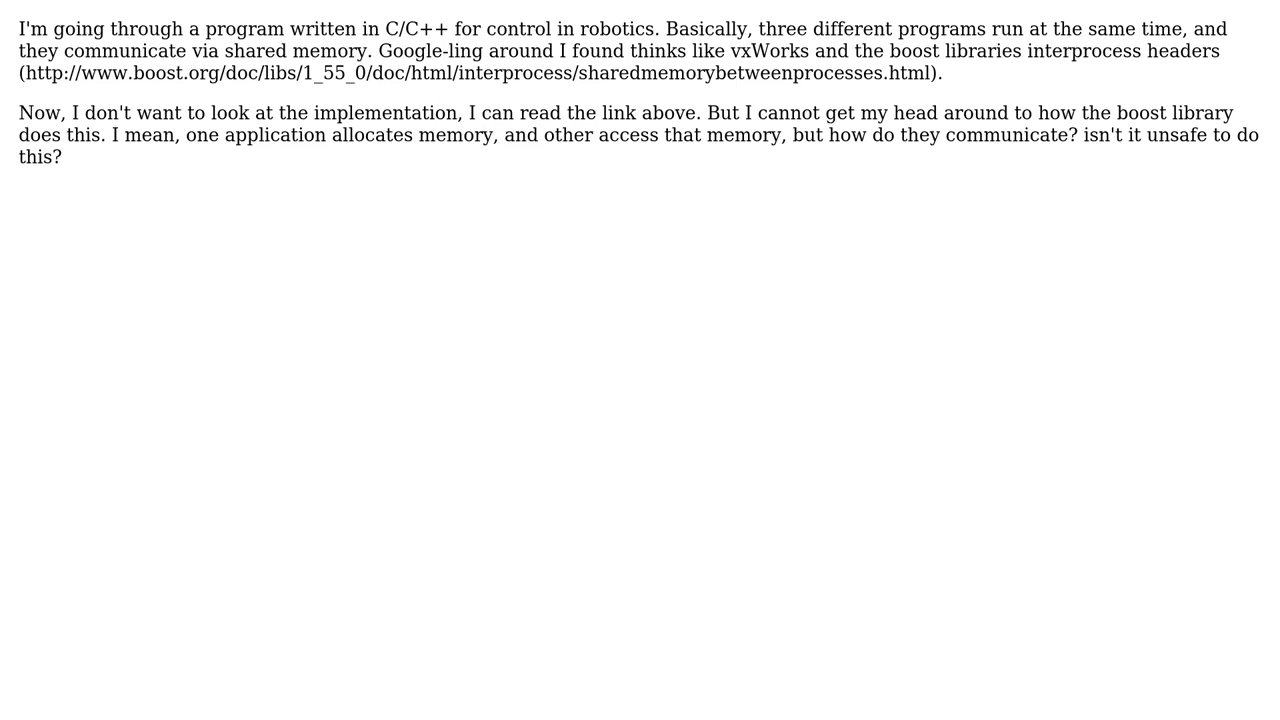 I'm going through a program written in C/C++ for control in robotics. Basically, three different programs run at the same time, and
they communicate via shared memory. Google-ling around I found thinks like vxWorks and the boost libraries interprocess headers
(http://www.boost.org/doc/libs/1_55_0/doc/html/interprocess/sharedmemorybetweenprocesses.html).
Now, I don't want to look at the implementation, I can read the link above. But I cannot get my head around to how the boost library
does this. I mean, one application allocates memory, and other access that memory, but how do they communicate? isn't it unsafe to do
this?